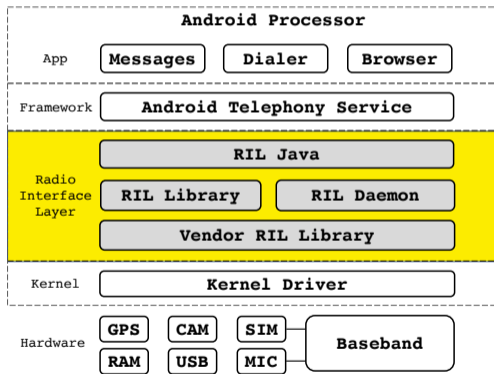 Android Processor
App
Messages Dialer Browser
Framework
Android Telephony Service
Radio
Interface
Layer
RIL Java
RIL Library RIL Daemon
Vendor RIL Library
Kernel
Kernel Driver
Hardware
GPS CAM SIM
RAM USB MIC
Baseband